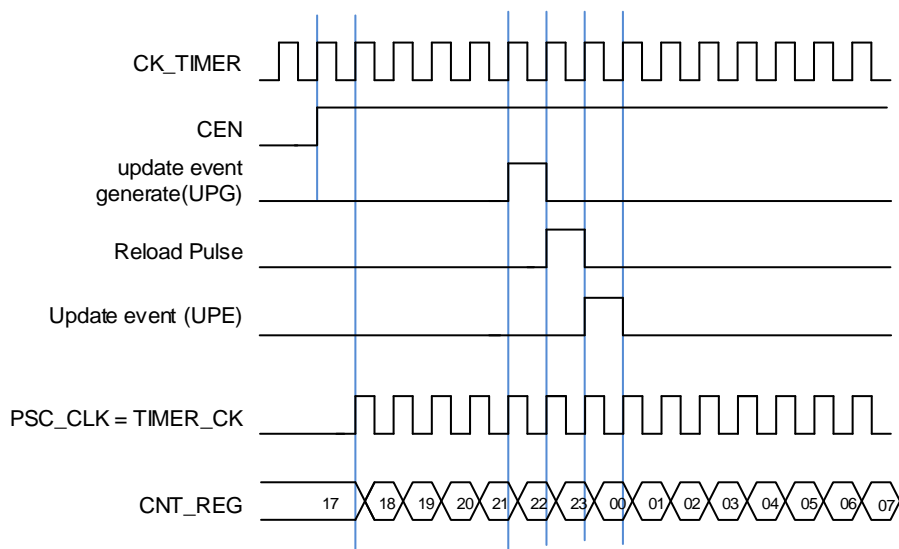 CK_TIMER
CEN
update event
generate(UPG)
Reload Pulse
Update event (UPE)
PSC_CLK = TIMER_CK
CNT_REG 17 18 19 20 21 22 23 00 01 02 03 04 05 06 07